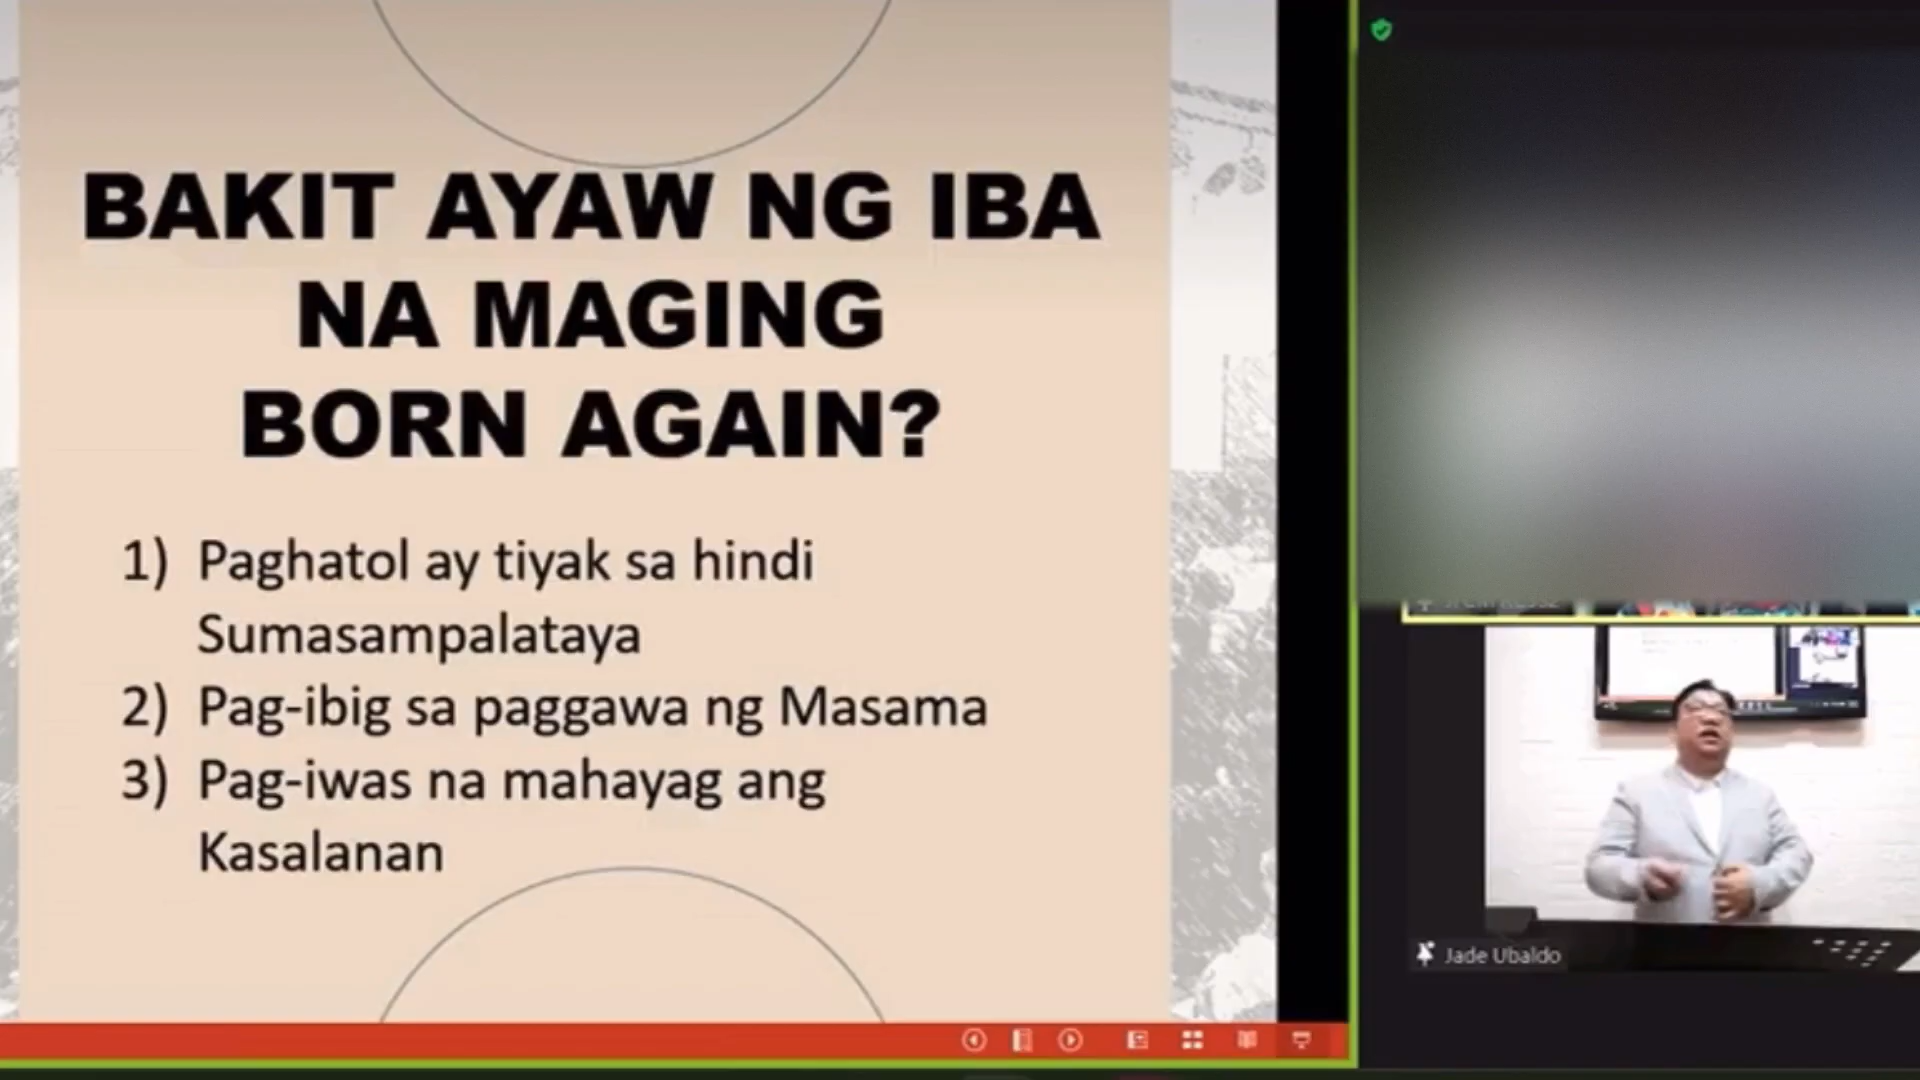 BAKIT AYAW NG IBA
NA MAGING
BORN AGAIN?
1) Paghatol ay tiyak sa hindi
Sumasampalataya
2) Pag-ibig sa paggawa ng Masama
3) Pag-iwas na mahayag ang
Kasalanan
Jade Ubaldo